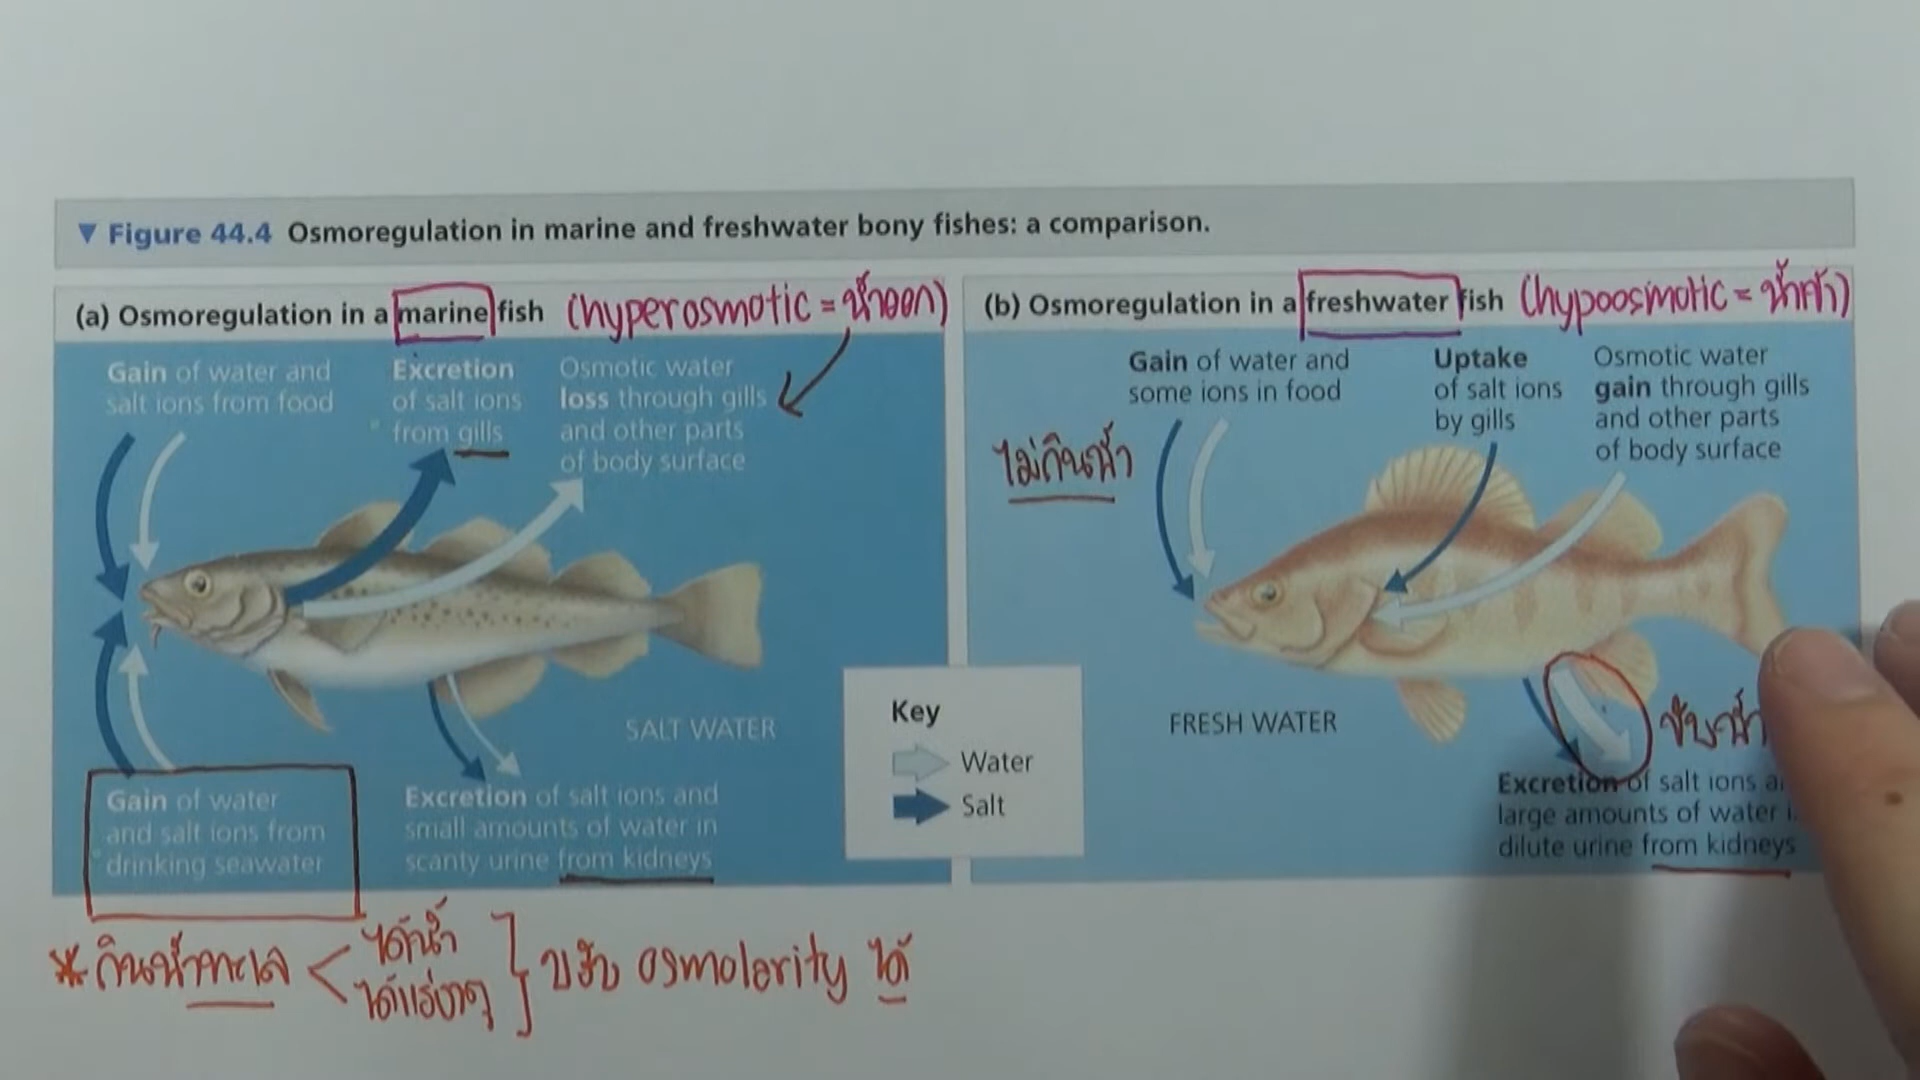 ▼ Figure 44.4 Osmoregulation in marine and freshwater bony fishes: a comparison.
(a) Osmoregulation in a marine fish (hyperosmotic = น้ำออก)
Gain of water and
salt ions from food
Excretion
of salt ions
from gills
Osmotic water
loss through gills
and other parts
of body surface
SALT WATER
Gain of water
and salt ions from
drinking seawater
Excretion of salt ions and
small amounts of water in
scanty urine from kidneys
* กินน้ำทะเล < ได้น้ำ
ได้แร่ธาตุ
] ปรับ osmolarity ได้
Key
Water
Salt
(b) Osmoregulation in a freshwater fish (hypoosmotic = น้ำเข้า)
Gain of water and
some ions in food
Uptake
of salt ions
by gills
Osmotic water
gain through gills
and other parts
of body surface
ไม่กินน้ำ
FRESH WATER
ขับน้ำ
Excretion of salt ions
large amounts of water
dilute urine from kidneys